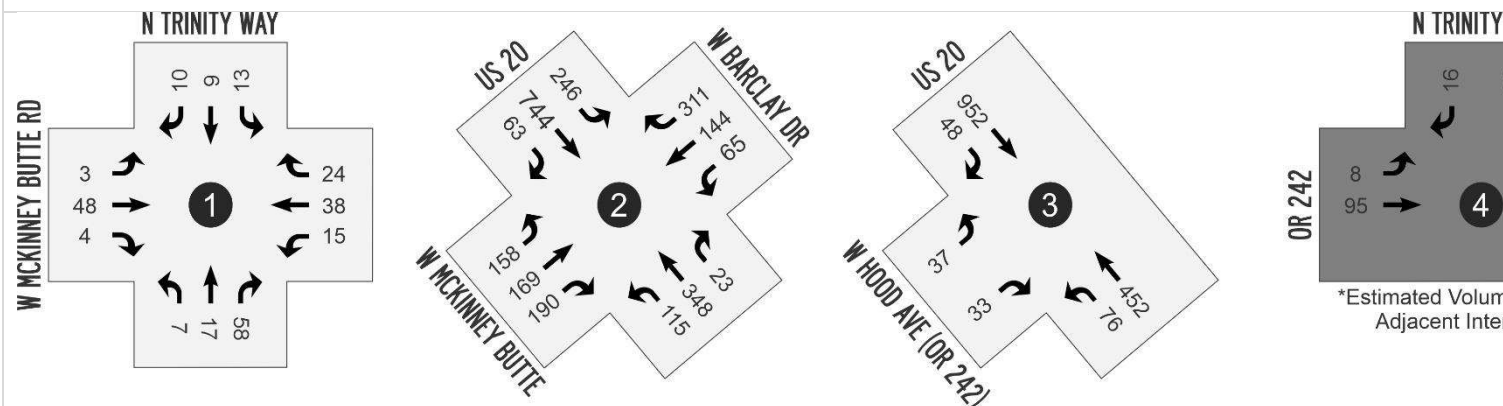 N TRINITY WAY
W MCKINNEY BUTTE RD
10 9 13
3
48
4
24
38
15
7 17 58
1
US 20
W BARCLAY DR
246
744
63
311
144
65
2
158
169
190
23
348
115
W MCKINNEY BUTTE
US 20
952
48
3
37
33
452
76
W HOOD AVE (OR 242)
N TRINITY
16
OR 242
8
95
4
*Estimated Volum
Adjacent Inter